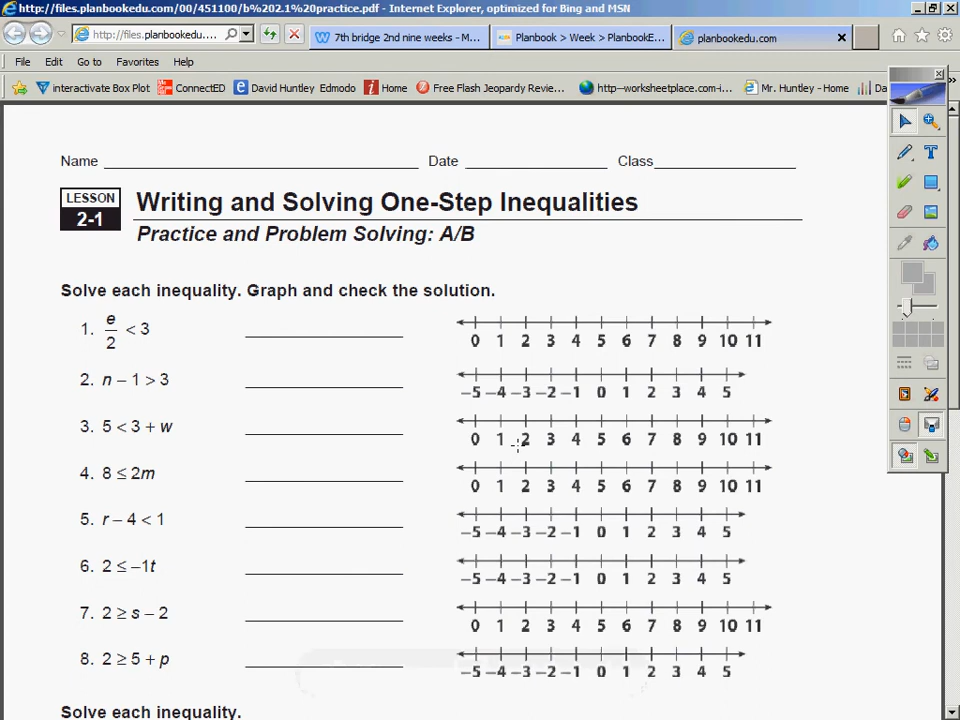 http://files.planbookedu.com/00/451100/b%202.1%20practice.pdf - Internet Explorer, optimized for Bing and MSN
http://files.planbookedu....
7th bridge 2nd nine weeks - M...
Planbook > Week > PlanbookE...
planbookedu.com
File Edit Go to Favorites Help
interactivate Box Plot ConnectED David Huntley Edmodo Home Free Flash Jeopardy Revie... http--worksheetplace.com-i... Mr. Huntley - Home Da
Name Date Class
LESSON
2-1
Writing and Solving One-Step Inequalities
Practice and Problem Solving: A/B
Solve each inequality. Graph and check the solution.
1. e/2 < 3
0 1 2 3 4 5 6 7 8 9 10 11
2. n – 1 > 3
–5 –4 –3 –2 –1 0 1 2 3 4 5
3. 5 < 3 + w
0 1 2 3 4 5 6 7 8 9 10 11
4. 8 ≤ 2m
0 1 2 3 4 5 6 7 8 9 10 11
5. r – 4 < 1
–5 –4 –3 –2 –1 0 1 2 3 4 5
6. 2 ≤ –1t
–5 –4 –3 –2 –1 0 1 2 3 4 5
7. 2 ≥ s – 2
0 1 2 3 4 5 6 7 8 9 10 11
8. 2 ≥ 5 + p
–5 –4 –3 –2 –1 0 1 2 3 4 5
Solve each inequality.